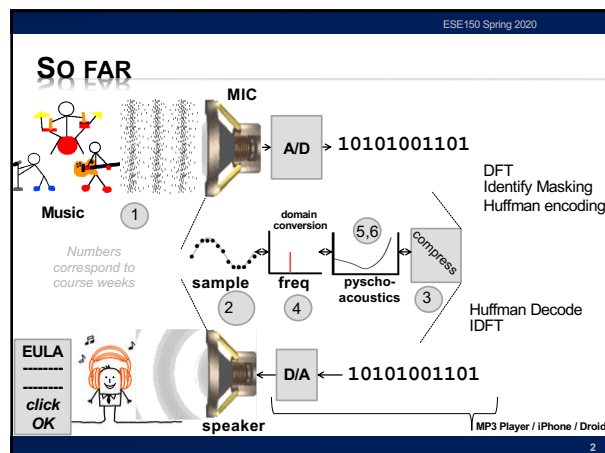 ESE150 Spring 2020
SO FAR
MIC
A/D
10101001101
DFT
Identify Masking
Huffman encoding
Music
1
domain
conversion
5,6
compress
Numbers
correspond to
course weeks
sample
freq
pyscho-
acoustics
2
4
3
Huffman Decode
IDFT
EULA
--------
--------
click
OK
D/A
10101001101
speaker
MP3 Player / iPhone / Droid
2